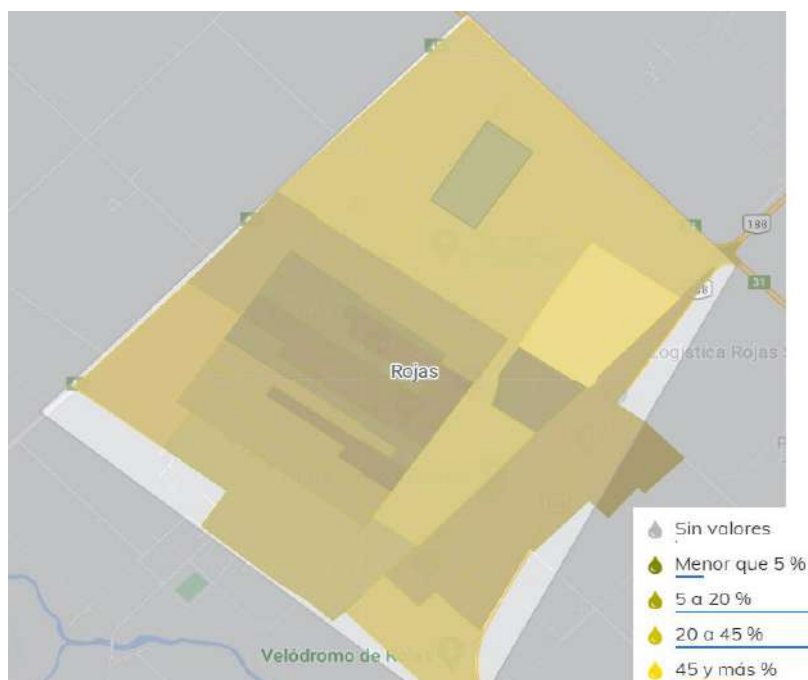 188
31
Rojas
Logística Rojas
Velódromo de
Sin valores
Menor que 5 %
5 a 20 %
20 a 45 %
45 y más %